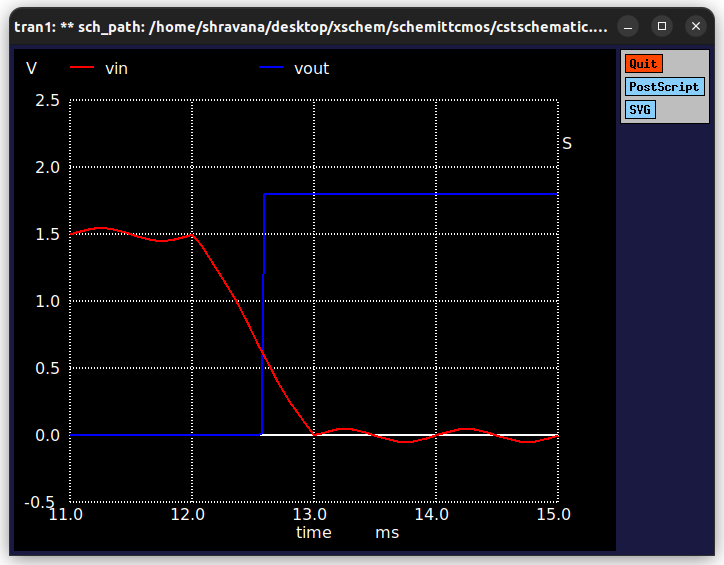 tran1: ** sch_path: /home/shravana/desktop/xschem/schemittcmos/cstschematic....
Quit
PostScript
SVG
V vin vout
2.5
S
2.0
1.5
1.0
0.5
0.0
-0.5
11.0 12.0 13.0 14.0 15.0
time ms